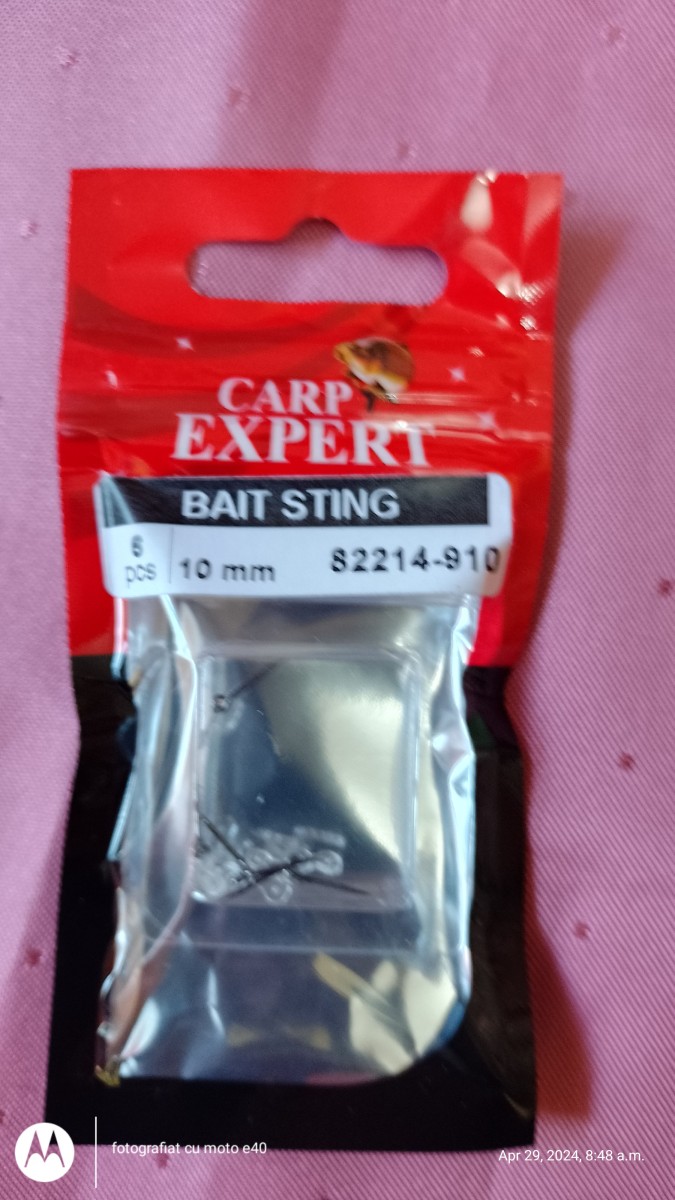 CARP
EXPERT
BAIT STING
6 pcs 10 mm 82214-910
fotografiat cu moto e40
Apr 29, 2024, 8:48 a.m.